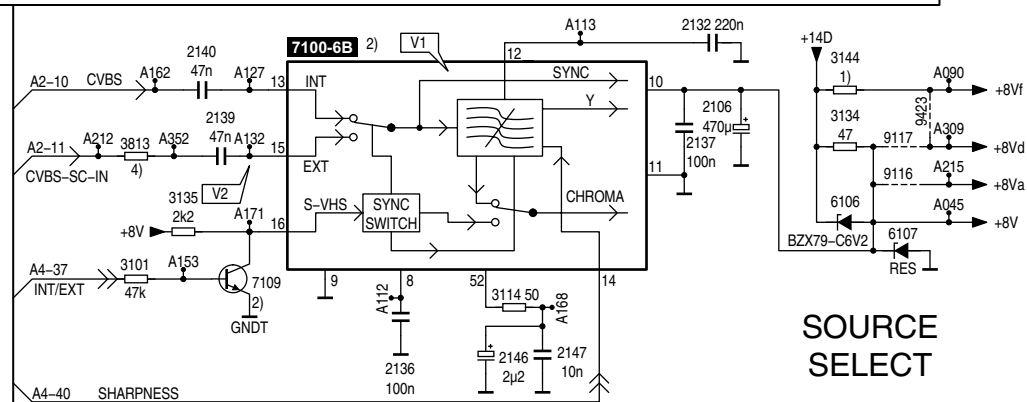 A113
2132 220n
+14D
7100-6B 2)
V1
12
2140
47n
3144
1)
A090
+8Vf
A2-10
CVBS
A162
A127
13
INT
SYNC
10
Y
9423
2139
47n
2106
470µ
3134
47
9117
A309
+8Vd
A212
3813
4)
A352
A132
15
EXT
2137
100n
A2-11
CVBS-SC-IN
V2
11
9116
A215
+8Va
3135
2k2
A171
16
S-VHS
SYNC
SWITCH
CHROMA
6106
BZX79-C6V2
A045
+8V
+8V
6107
RES
A4-37
INT/EXT
3101
47k
A153
7109
2)
GNDT
9
8
52
14
A112
3114 50
A168
2136
100n
2146
2µ2
2147
10n
SOURCE
SELECT
A4-40
SHARPNESS